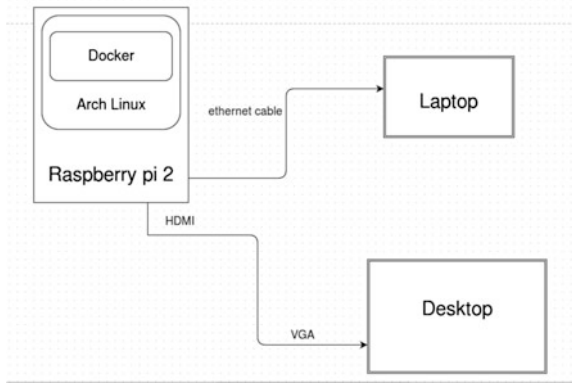 Docker
Arch Linux
Raspberry pi 2
ethernet cable
Laptop
HDMI
VGA
Desktop